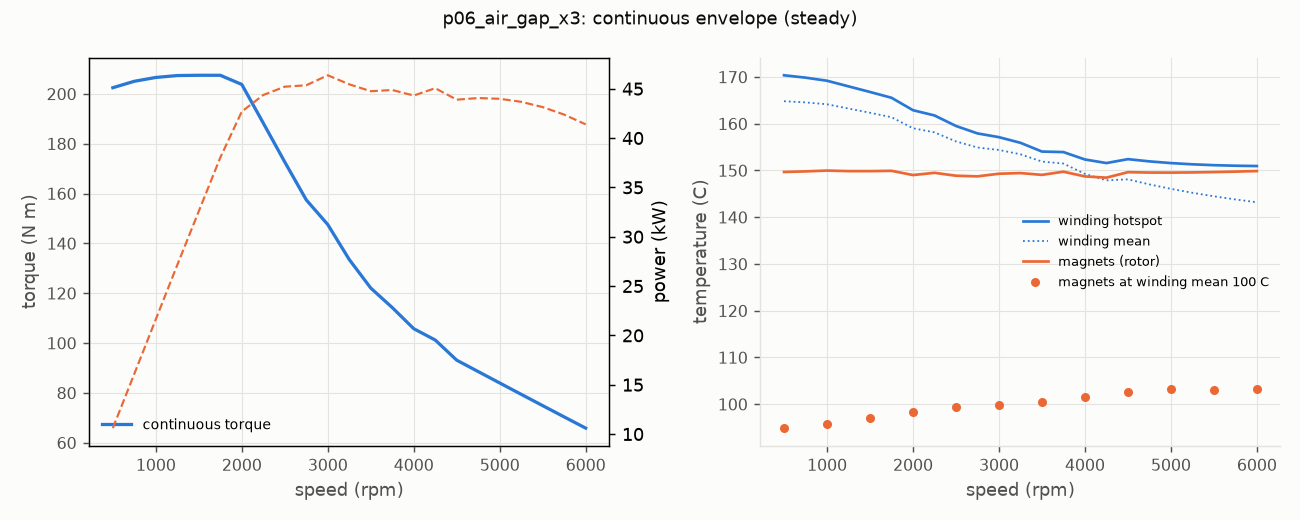 p06_air_gap_x3: continuous envelope (steady)
torque (N m)
200
180
160
140
120
100
80
60
1000 2000 3000 4000 5000 6000
speed (rpm)
continuous torque
45
40
35
30
25
20
15
10
power (kW)
temperature (C)
170
160
150
140
130
120
110
100
winding hotspot
winding mean
magnets (rotor)
magnets at winding mean 100 C
1000 2000 3000 4000 5000 6000
speed (rpm)